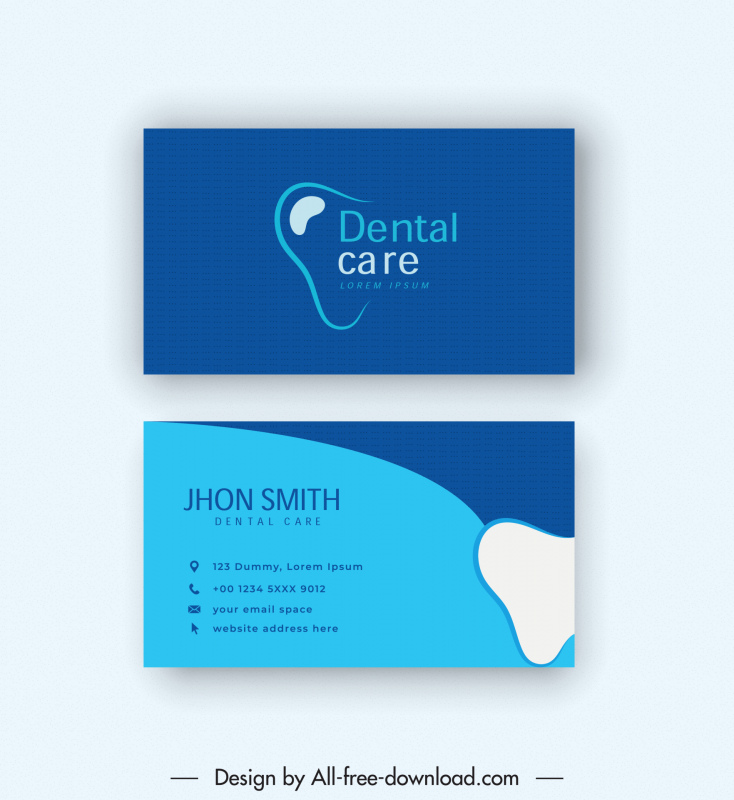 Dental
care
LOREM IPSUM
JHON SMITH
DENTAL CARE
123 Dummy, Lorem Ipsum
+00 1234 5XXX 9012
your email space
website address here
Design by All-free-download.com